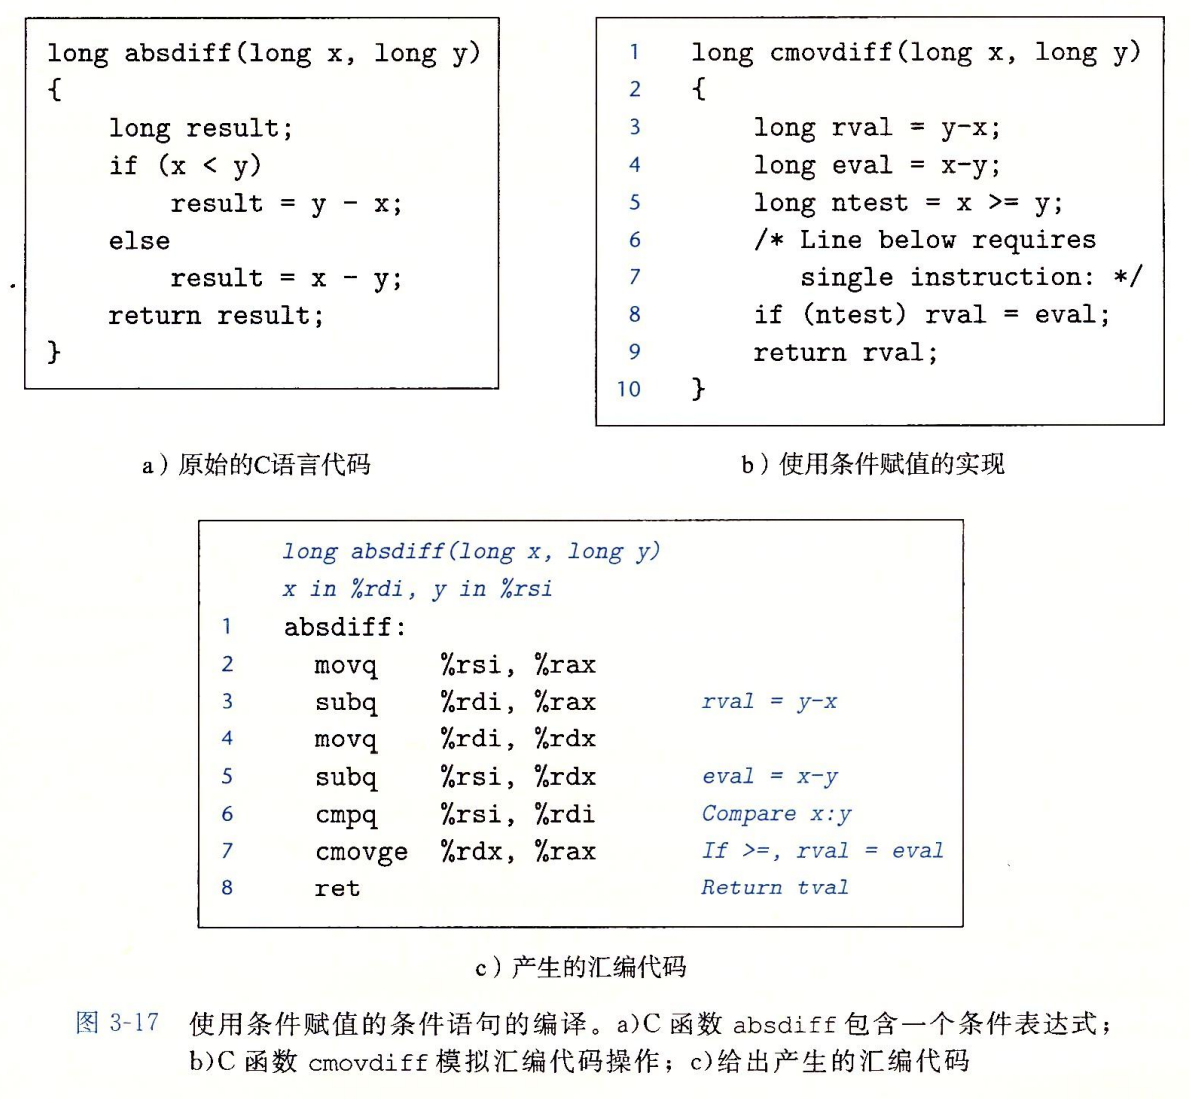 long absdiff(long x, long y)
{
    long result;
    if (x < y)
        result = y - x;
    else
        result = x - y;
    return result;
}
a）原始的C语言代码
1 long cmovdiff(long x, long y)
2 {
3     long rval = y-x;
4     long eval = x-y;
5     long ntest = x >= y;
6     /* Line below requires
7        single instruction: */
8     if (ntest) rval = eval;
9     return rval;
10 }
b）使用条件赋值的实现
long absdiff(long x, long y)
x in %rdi, y in %rsi
1 absdiff:
2   movq    %rsi, %rax
3   subq    %rdi, %rax    rval = y-x
4   movq    %rdi, %rdx
5   subq    %rsi, %rdx    eval = x-y
6   cmpq    %rsi, %rdi    Compare x:y
7   cmovge  %rdx, %rax    If >=, rval = eval
8   ret    Return tval
c）产生的汇编代码
图 3-17 使用条件赋值的条件语句的编译。a)C 函数 absdiff 包含一个条件表达式；
b)C 函数 cmovdiff 模拟汇编代码操作；c)给出产生的汇编代码